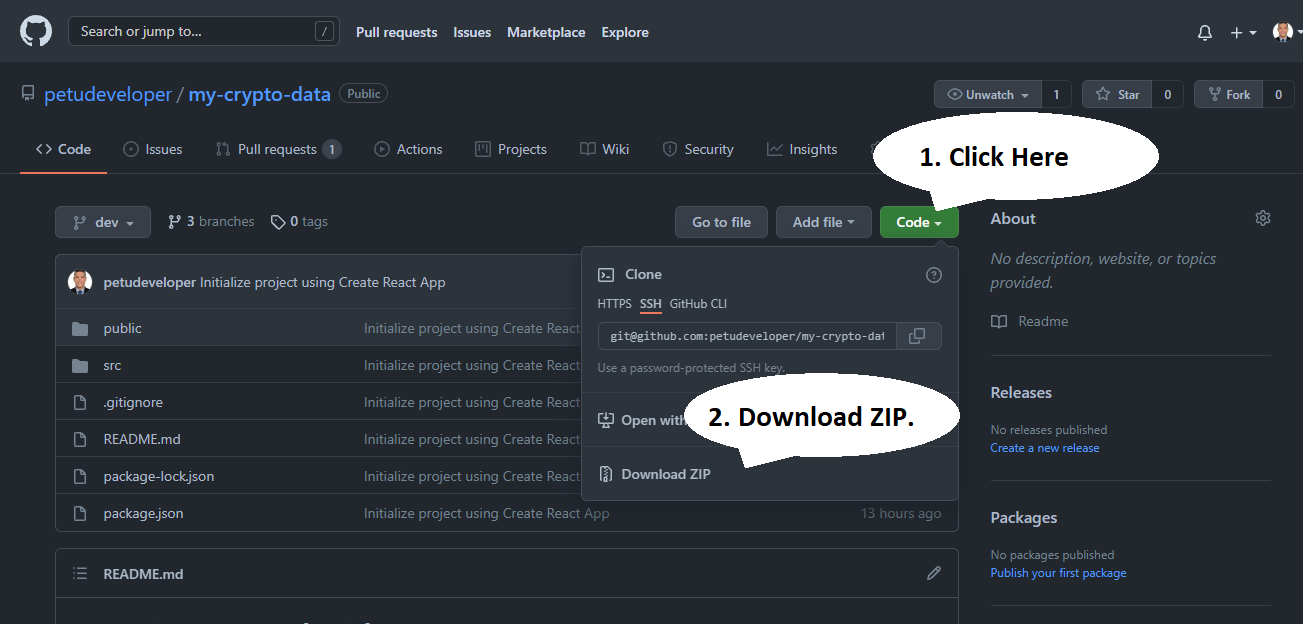 Search or jump to... /
Pull requests Issues Marketplace Explore
petudeveloper / my-crypto-data Public
Unwatch 1 Star 0 Fork 0
Code Issues Pull requests 1 Actions Projects Wiki Security Insights
1. Click Here
dev 3 branches 0 tags
Go to file Add file Code
petudeveloper Initialize project using Create React App
public Initialize project using Create React
src Initialize project using Create React
.gitignore Initialize project using Create React
README.md Initialize project using Create React
package-lock.json Initialize project using Create React
package.json Initialize project using Create React App 13 hours ago
Clone
HTTPS SSH GitHub CLI
git@github.com:petudeveloper/my-crypto-dat
Use a password-protected SSH key.
Open with
2. Download ZIP.
Download ZIP
README.md
About
No description, website, or topics
provided.
Readme
Releases
No releases published
Create a new release
Packages
No packages published
Publish your first package